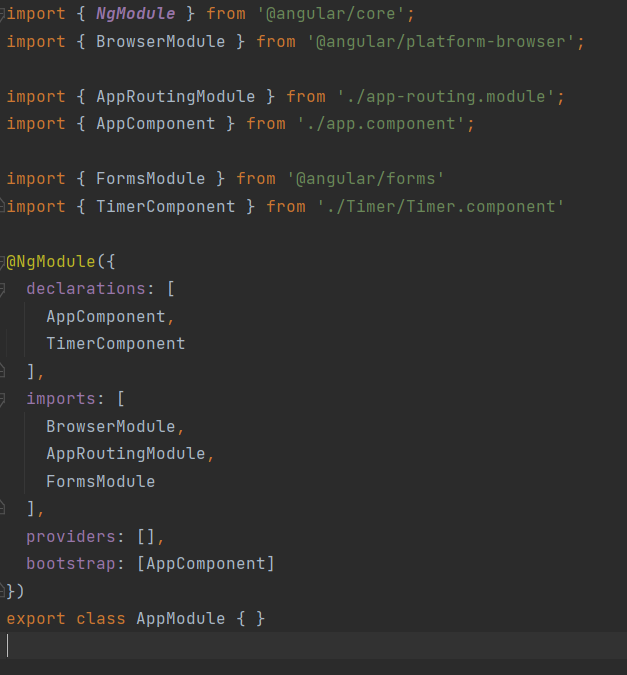 import { NgModule } from '@angular/core';
import { BrowserModule } from '@angular/platform-browser';
import { AppRoutingModule } from './app-routing.module';
import { AppComponent } from './app.component';
import { FormsModule } from '@angular/forms'
import { TimerComponent } from './Timer/Timer.component'
@NgModule({
  declarations: [
    AppComponent,
    TimerComponent
  ],
  imports: [
    BrowserModule,
    AppRoutingModule,
    FormsModule
  ],
  providers: [],
  bootstrap: [AppComponent]
})
export class AppModule { }